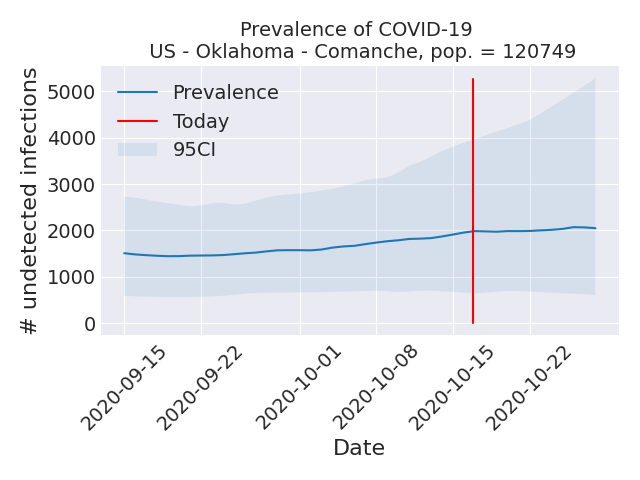 Prevalence of COVID-19
US - Oklahoma - Comanche, pop. = 120749
# undetected infections
5000
4000
3000
2000
1000
0
Prevalence
Today
95CI
2020-09-15
2020-09-22
2020-10-01
2020-10-08
2020-10-15
2020-10-22
Date